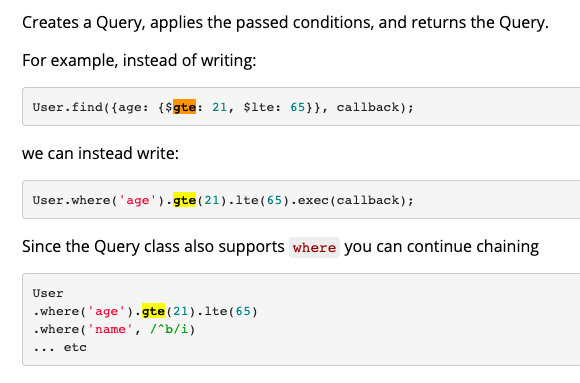 Creates a Query, applies the passed conditions, and returns the Query.
For example, instead of writing:
User.find({age: {$gte: 21, $lte: 65}}, callback);
we can instead write:
User.where('age').gte(21).lte(65).exec(callback);
Since the Query class also supports where you can continue chaining
User
.where('age').gte(21).lte(65)
.where('name', /^b/i)
... etc